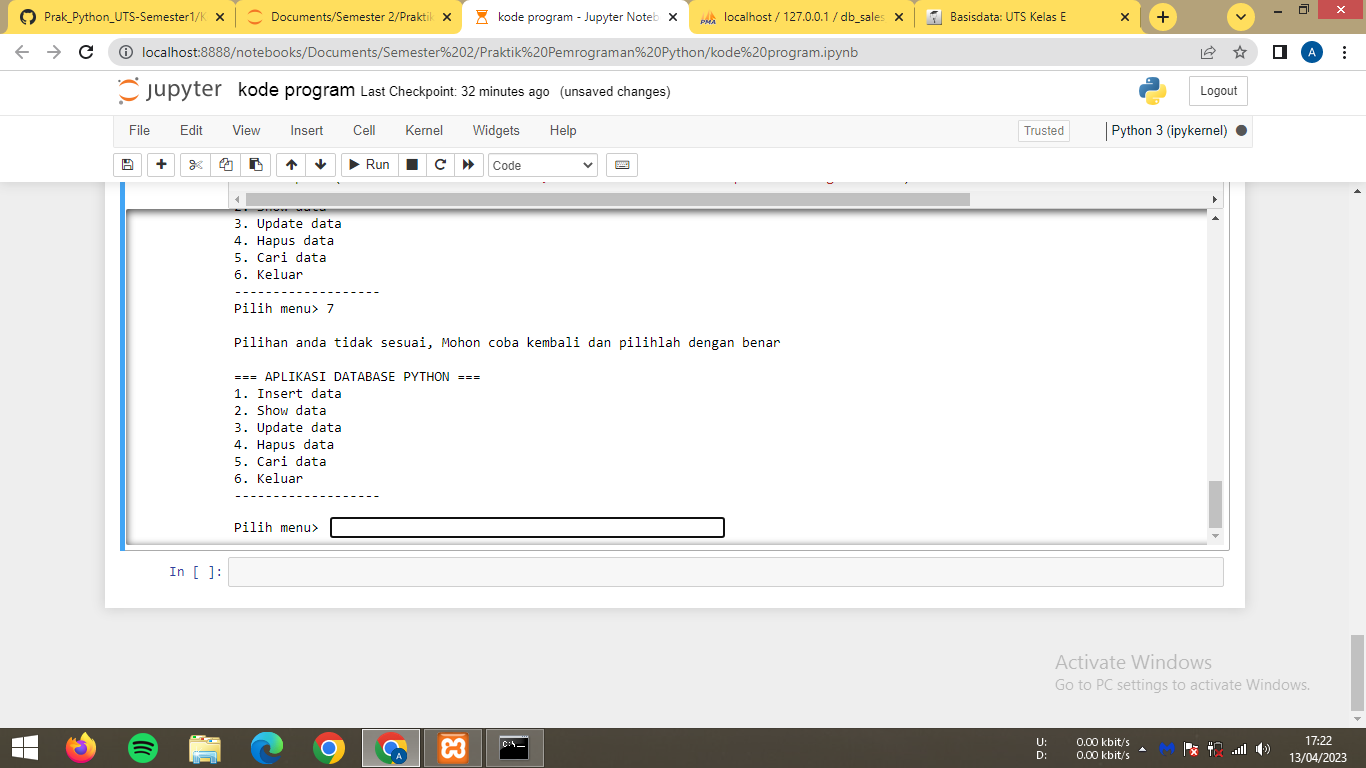 Prak_Python_UTS-Semester1/K
Documents/Semester 2/Praktik
kode program - Jupyter Noteb
PMA
localhost / 127.0.0.1 / db_sales
Basisdata: UTS Kelas E
localhost:8888/notebooks/Documents/Semester%202/Praktik%20Pemrograman%20Python/kode%20program.ipynb
A
jupyter kode program Last Checkpoint: 32 minutes ago (unsaved changes)
Logout
File Edit View Insert Cell Kernel Widgets Help
Trusted
Python 3 (ipykernel)
Run
Code
2. Show data
3. Update data
4. Hapus data
5. Cari data
6. Keluar
-------------------
Pilih menu> 7
Pilihan anda tidak sesuai, Mohon coba kembali dan pilihlah dengan benar
=== APLIKASI DATABASE PYTHON ===
1. Insert data
2. Show data
3. Update data
4. Hapus data
5. Cari data
6. Keluar
-------------------
Pilih menu>
In [ ]:
Activate Windows
Go to PC settings to activate Windows.
U: 0.00 kbit/s
D: 0.00 kbit/s
17:22
13/04/2023